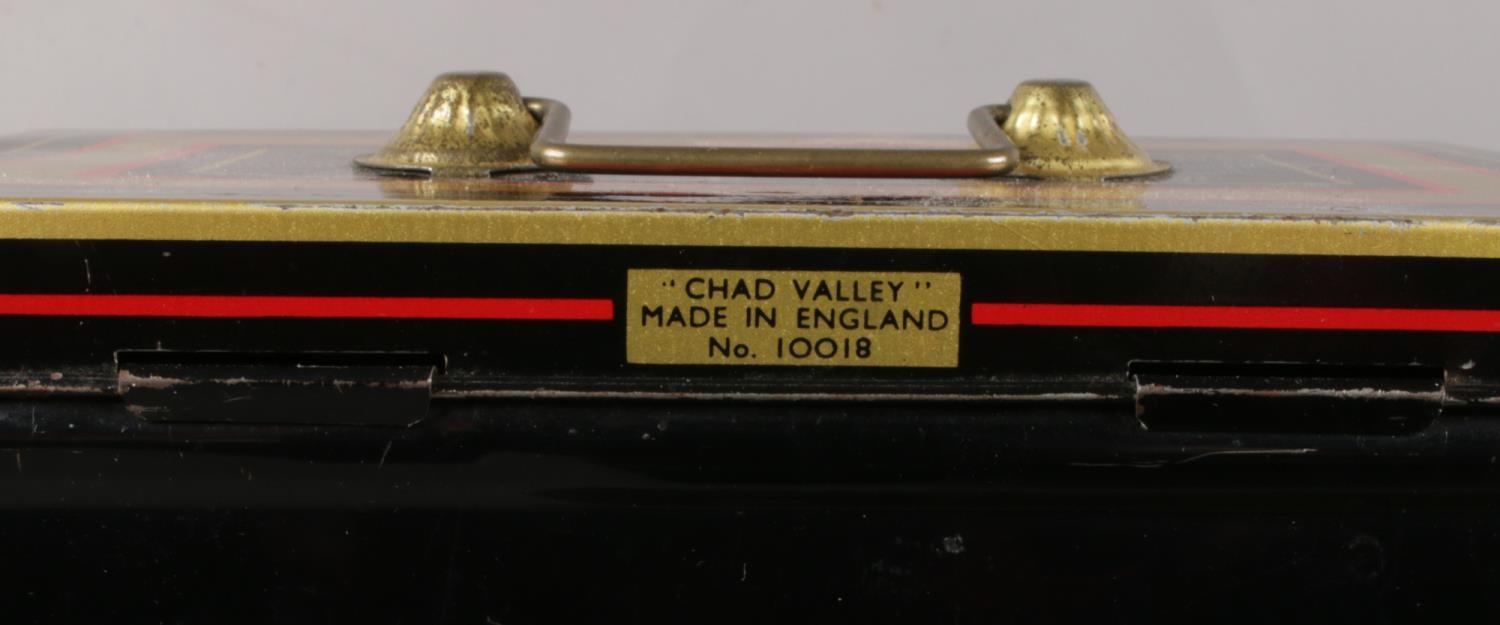 "CHAD VALLEY"
MADE IN ENGLAND
No. 10018